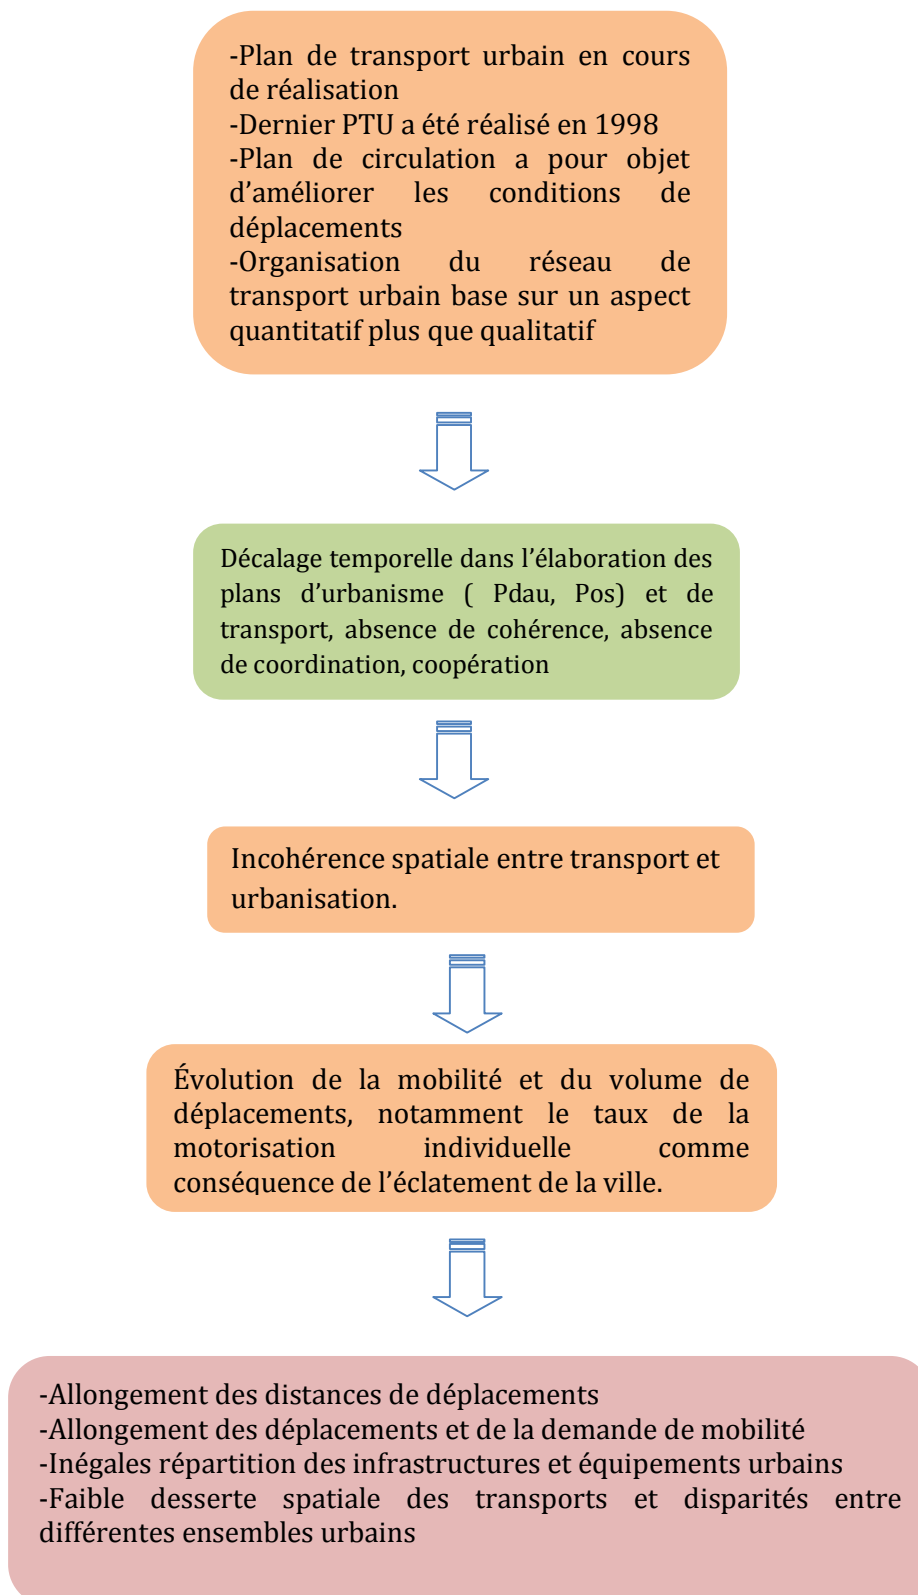 -Plan de transport urbain en cours
de réalisation
-Dernier PTU a été réalisé en 1998
-Plan de circulation a pour objet
d’améliorer les conditions de
déplacements
-Organisation du réseau de
transport urbain base sur un aspect
quantitatif plus que qualitatif
Décalage temporelle dans l’élaboration des
plans d’urbanisme ( Pdau, Pos) et de
transport, absence de cohérence, absence
de coordination, coopération
Incohérence spatiale entre transport et
urbanisation.
Évolution de la mobilité et du volume de
déplacements, notamment le taux de la
motorisation individuelle comme
conséquence de l’éclatement de la ville.
-Allongement des distances de déplacements
-Allongement des déplacements et de la demande de mobilité
-Inégales répartition des infrastructures et équipements urbains
-Faible desserte spatiale des transports et disparités entre
différentes ensembles urbains